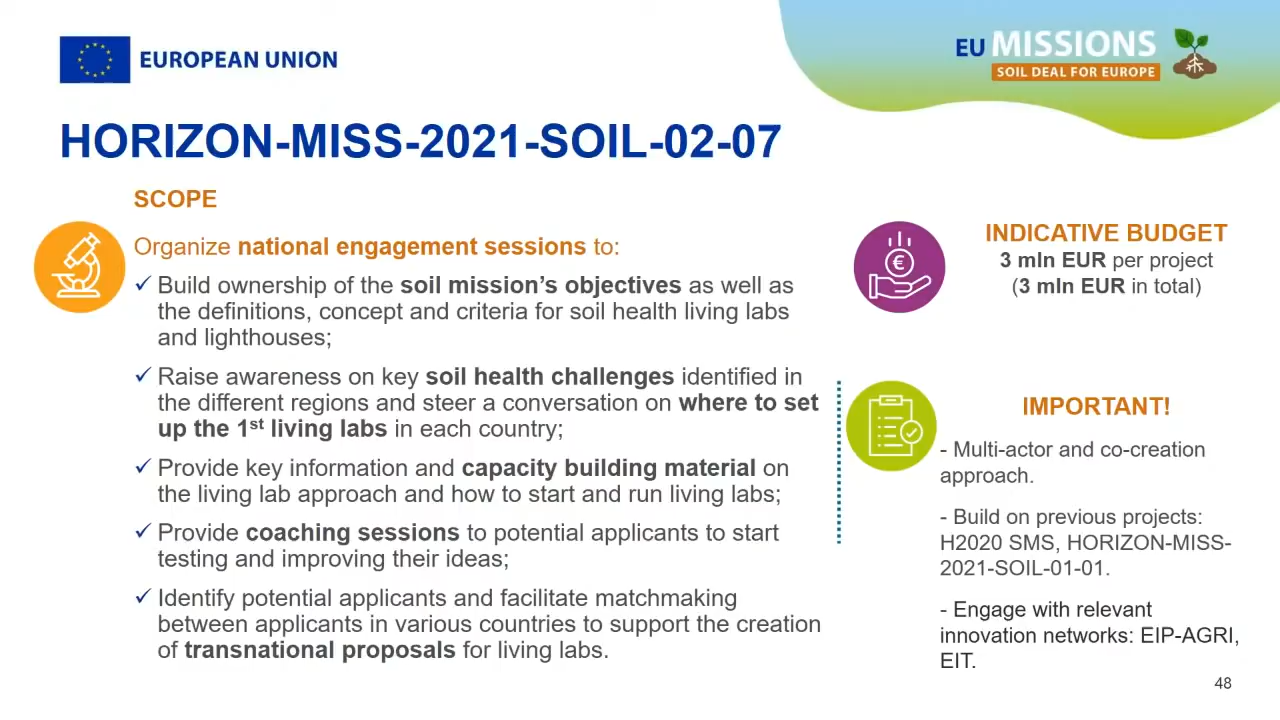 EUROPEAN UNION
EU MISSIONS
SOIL DEAL FOR EUROPE
HORIZON-MISS-2021-SOIL-02-07
SCOPE
Organize national engagement sessions to:
✓ Build ownership of the soil mission’s objectives as well as
the definitions, concept and criteria for soil health living labs
and lighthouses;
✓ Raise awareness on key soil health challenges identified in
the different regions and steer a conversation on where to set
up the 1st living labs in each country;
✓ Provide key information and capacity building material on
the living lab approach and how to start and run living labs;
✓ Provide coaching sessions to potential applicants to start
testing and improving their ideas;
✓ Identify potential applicants and facilitate matchmaking
between applicants in various countries to support the creation
of transnational proposals for living labs.
€
INDICATIVE BUDGET
3 mln EUR per project
(3 mln EUR in total)
IMPORTANT!
- Multi-actor and co-creation
approach.
- Build on previous projects:
H2020 SMS, HORIZON-MISS-
2021-SOIL-01-01.
- Engage with relevant
innovation networks: EIP-AGRI,
EIT.
48